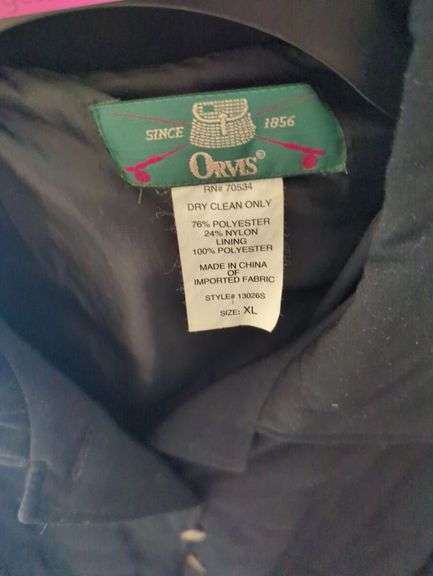 SINCE 1856
ORVIS®
RN# 70534
DRY CLEAN ONLY
76% POLYESTER
24% NYLON
LINING
100% POLYESTER
MADE IN CHINA
OF
IMPORTED FABRIC
STYLE# 13026S
SIZE: XL